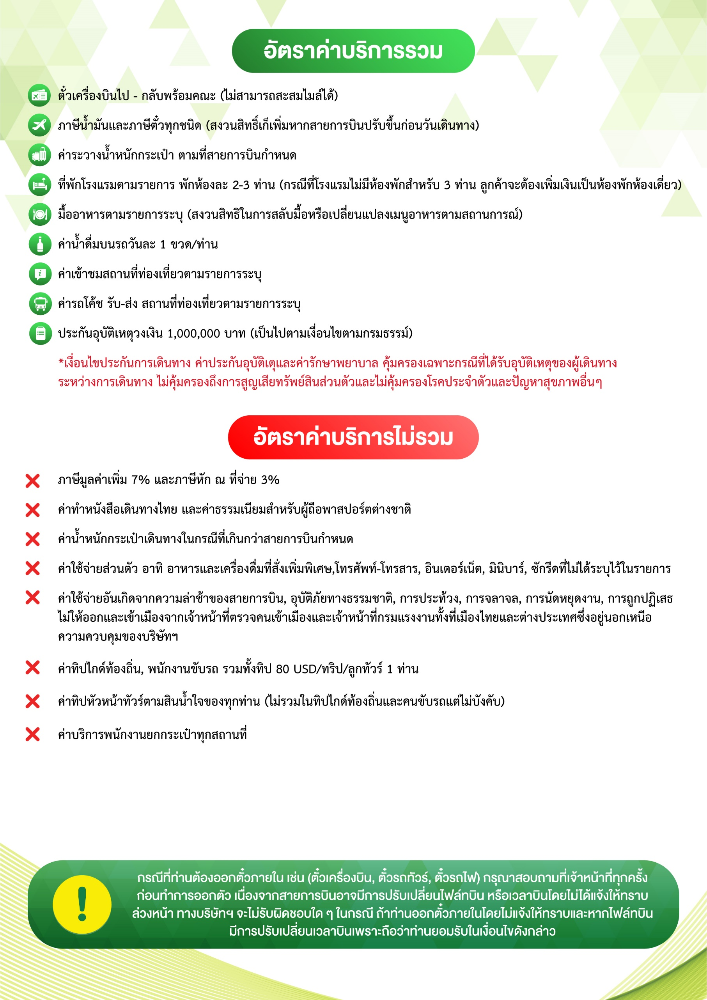 อัตราค่าบริการรวม
ตั๋วเครื่องบินไป - กลับพร้อมคณะ (ไม่สามารถสะสมไมล์ได้)
ภาษีน้ำมันและภาษีตั๋วทุกชนิด (สงวนสิทธิ์เก็เพิ่มหากสายการบินปรับขึ้นก่อนวันเดินทาง)
ค่าระวางน้ำหนักกระเป๋า ตามที่สายการบินกำหนด
ที่พักโรงแรมตามรายการ พักห้องละ 2-3 ท่าน (กรณีที่โรงแรมไม่มีห้องพักสำหรับ 3 ท่าน ลูกค้าจะต้องเพิ่มเงินเป็นห้องพักห้องเดี่ยว)
มื้ออาหารตามรายการระบุ (สงวนสิทธิในการสลับมื้อหรือเปลี่ยนแปลงเมนูอาหารตามสถานการณ์)
ค่าน้ำดื่มบนรถวันละ 1 ขวด/ท่าน
ค่าเข้าชมสถานที่ท่องเที่ยวตามรายการระบุ
ค่ารถโค้ช รับ-ส่ง สถานที่ท่องเที่ยวตามรายการระบุ
ประกันอุบัติเหตุวงเงิน 1,000,000 บาท (เป็นไปตามเงื่อนไขตามกรมธรรม์)
*เงื่อนไขประกันการเดินทาง ค่าประกันอุบัติเตุและค่ารักษาพยาบาล คุ้มครองเฉพาะกรณีที่ได้รับอุบัติเหตุของผู้เดินทาง
ระหว่างการเดินทาง ไม่คุ้มครองถึงการสูญเสียทรัพย์สินส่วนตัวและไม่คุ้มครองโรคประจำตัวและปัญหาสุขภาพอื่นๆ
อัตราค่าบริการไม่รวม
ภาษีมูลค่าเพิ่ม 7% และภาษีหัก ณ ที่จ่าย 3%
ค่าทำหนังสือเดินทางไทย และค่าธรรมเนียมสำหรับผู้ถือพาสปอร์ตต่างชาติ
ค่าน้ำหนักกระเป๋าเดินทางในกรณีที่เกินกว่าสายการบินกำหนด
ค่าใช้จ่ายส่วนตัว อาทิ อาหารและเครื่องดื่มที่สั่งเพิ่มพิเศษ,โทรศัพท์-โทรสาร, อินเตอร์เน็ต, มินิบาร์, ซักรีดที่ไม่ได้ระบุไว้ในรายการ
ค่าใช้จ่ายอันเกิดจากความล่าช้าของสายการบิน, อุบัติภัยทางธรรมชาติ, การประท้วง, การจลาจล, การนัดหยุดงาน, การถูกปฏิเสธ
ไม่ให้ออกและเข้าเมืองจากเจ้าหน้าที่ตรวจคนเข้าเมืองและเจ้าหน้าที่กรมแรงงานทั้งที่เมืองไทยและต่างประเทศซึ่งอยู่นอกเหนือ
ความควบคุมของบริษัทฯ
ค่าทิปไกด์ท้องถิ่น, พนักงานขับรถ รวมทั้งทิป 80 USD/ทริป/ลูกทัวร์ 1 ท่าน
ค่าทิปหัวหน้าทัวร์ตามสินน้ำใจของทุกท่าน (ไม่รวมในทิปไกด์ท้องถิ่นและคนขับรถแต่ไม่บังคับ)
ค่าบริการพนักงานยกกระเป๋าทุกสถานที่
กรณีที่ท่านต้องออกตั๋วภายใน เช่น (ตั๋วเครื่องบิน, ตั๋วรถทัวร์, ตั๋วรถไฟ) กรุณาสอบถามที่เจ้าหน้าที่ทุกครั้ง
ก่อนทำการออกตัว เนื่องจากสายการบินอาจมีการปรับเปลี่ยนไฟล์ทบิน หรือเวลาบินโดยไม่ได้แจ้งให้ทราบ
ล่วงหน้า ทางบริษัทฯ จะไม่รับผิดชอบใด ๆ ในกรณี ถ้าท่านออกตั๋วภายในโดยไม่แจ้งให้ทราบและหากไฟล์ทบิน
มีการปรับเปลี่ยนเวลาบินเพราะถือว่าท่านยอมรับในเงื่อนไขดังกล่าว